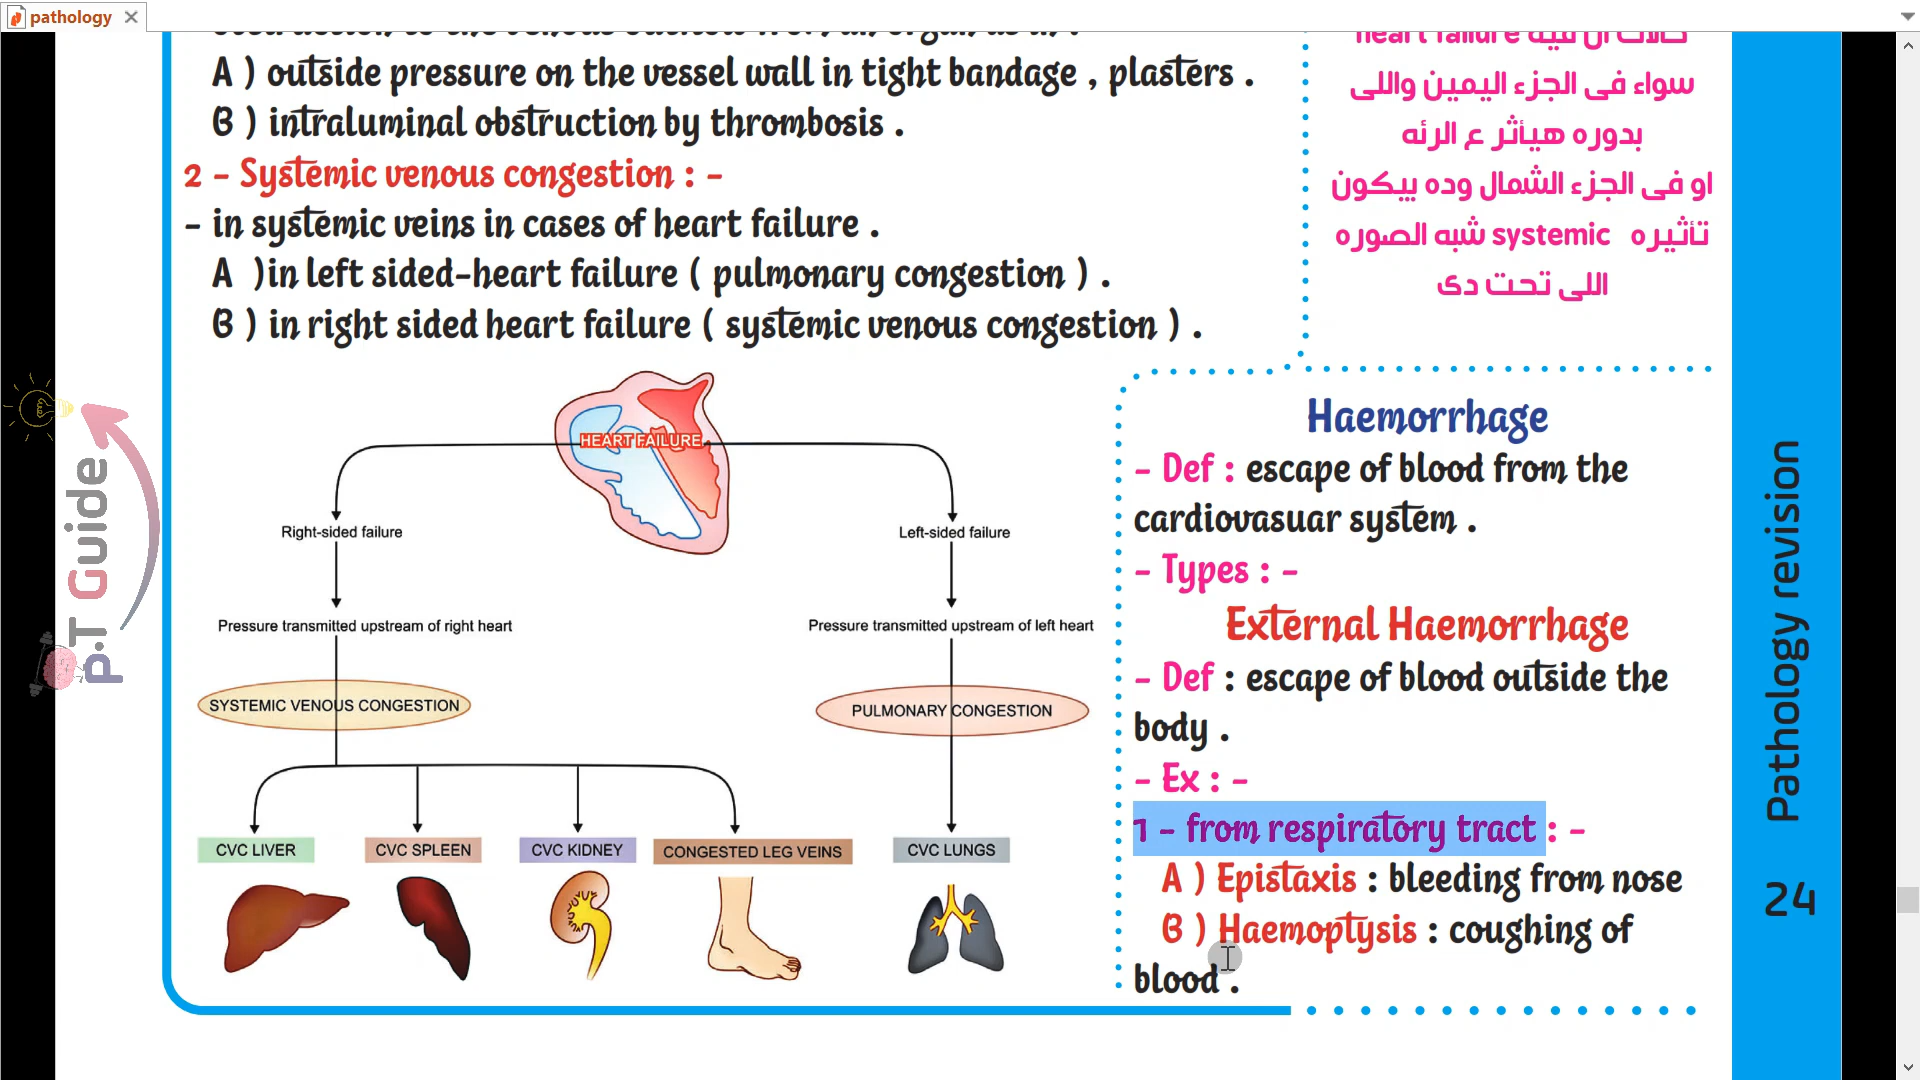 pathology
A ) outside pressure on the vessel wall in tight bandage , plasters .
B ) intraluminal obstruction by thrombosis .
2 - Systemic venous congestion : -
- in systemic veins in cases of heart failure .
A )in left sided-heart failure ( pulmonary congestion ) .
B ) in right sided heart failure ( systemic venous congestion ) .
حالات ان فيه heart failure
سواء فى الجزء اليمين واللى
بدوره هيأثر ع الرئه
او فى الجزء الشمال وده بيكون
تأثيره systemic شبه الصوره
اللى تحت دى
HEART FAILURE
Right-sided failure
Left-sided failure
Pressure transmitted upstream of right heart
Pressure transmitted upstream of left heart
SYSTEMIC VENOUS CONGESTION
PULMONARY CONGESTION
CVC LIVER
CVC SPLEEN
CVC KIDNEY
CONGESTED LEG VEINS
CVC LUNGS
Haemorrhage
- Def : escape of blood from the
cardiovasuar system .
- Types : -
External Haemorrhage
- Def : escape of blood outside the
body .
- Ex : -
1 - from respiratory tract : -
A ) Epistaxis : bleeding from nose
B ) Haemoptysis : coughing of
blood .
Pathology revision
24
P.T Guide